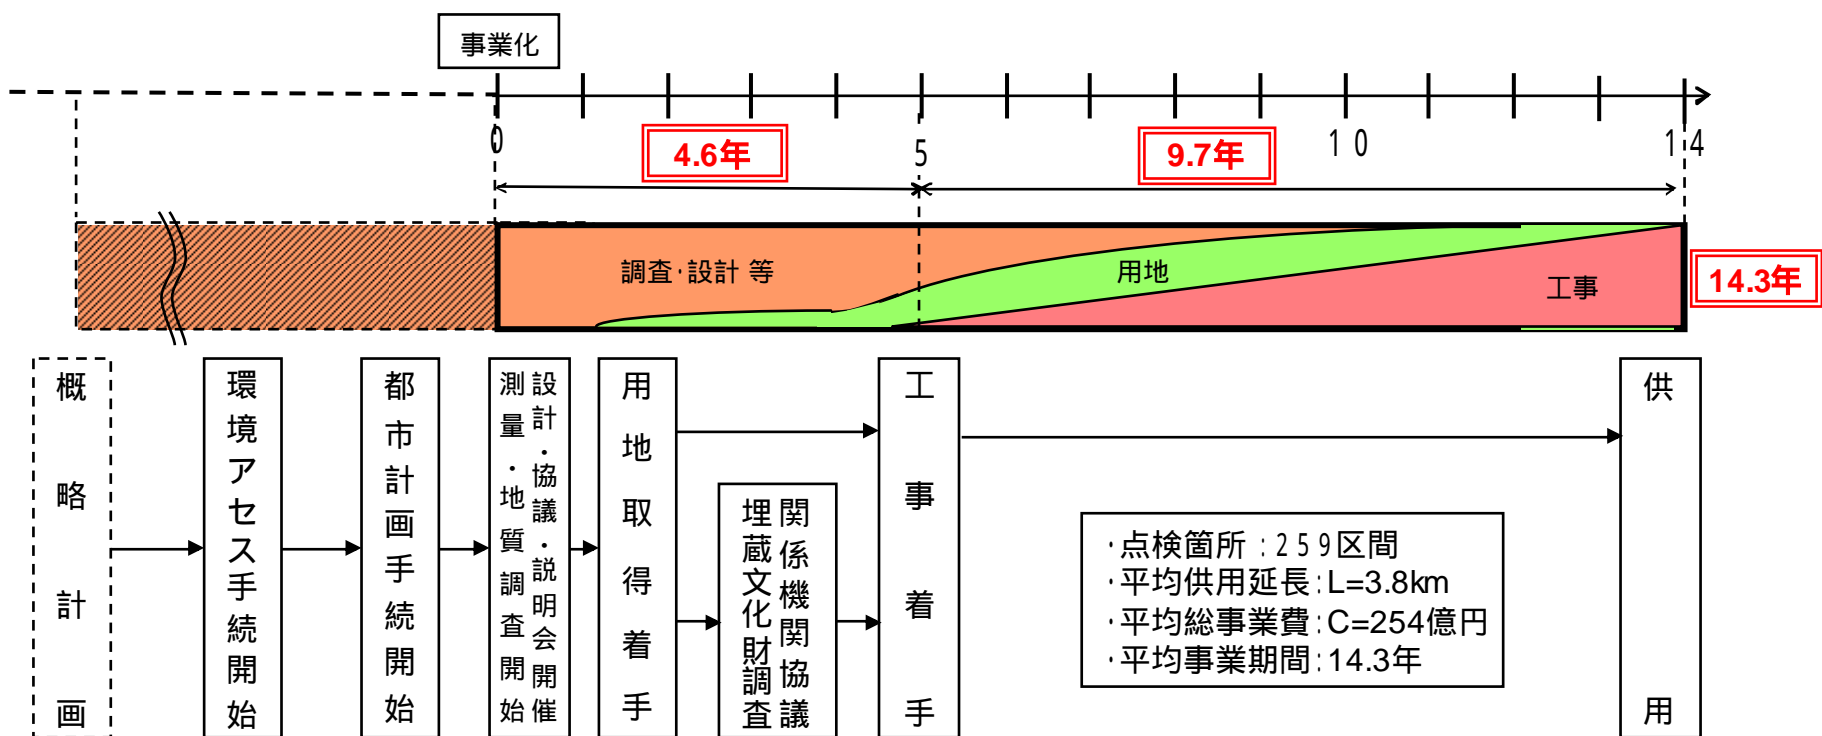 事業化
0
5
10
14
4.6年
9.7年
調査・設計 等
用地
工事
14.3年
概略計画
環境アセス手続開始
都市計画手続開始
設計・協議・説明会開催
測量・地質調査開始
用地取得着手
関係機関協議
埋蔵文化財調査
工事着手
供用
・点検箇所：259区間
・平均供用延長：L=3.8km
・平均総事業費：C=254億円
・平均事業期間：14.3年